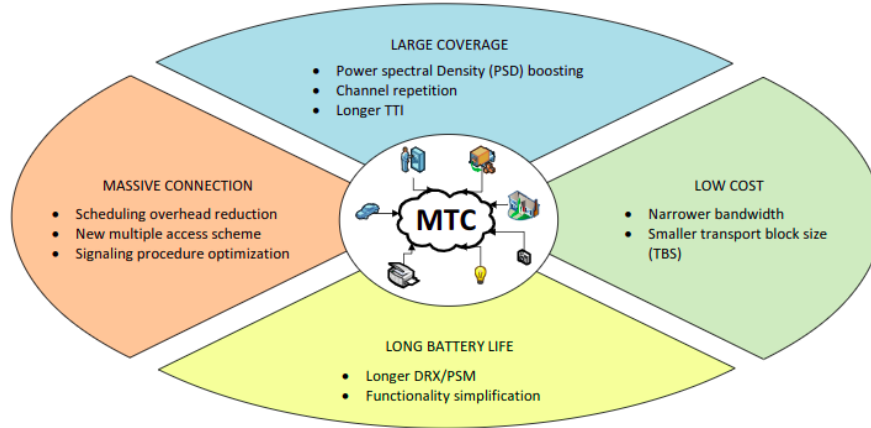 LARGE COVERAGE
• Power spectral Density (PSD) boosting
• Channel repetition
• Longer TTI
MASSIVE CONNECTION
• Scheduling overhead reduction
• New multiple access scheme
• Signaling procedure optimization
MTC
LOW COST
• Narrower bandwidth
• Smaller transport block size
(TBS)
LONG BATTERY LIFE
• Longer DRX/PSM
• Functionality simplification